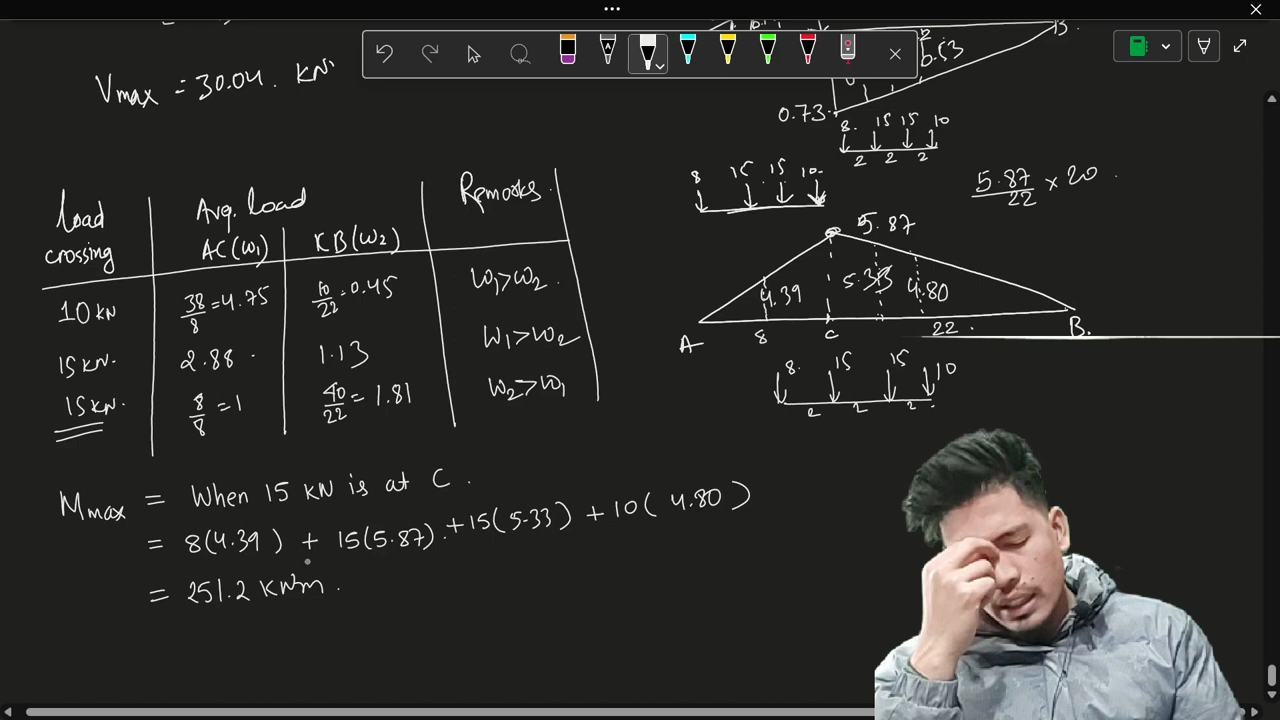 Vmax = 30.04. KN
B.
0.53
0.73
8. 15 15 10
2 2 2
8 15 15 10.
5.87 / 22 × 20
load crossing | Avg. load | Remarks.
AC(W1) | KB(W2)
10 KN | 38/8 = 4.75 | 10/22 = 0.45 | W1>W2.
15 KN. | 2.88 . | 1.13 | W1>W2
15 KN. | 8/8 = 1 | 40/22 = 1.81 | W2>W1
5.87
4.39 5.33 4.80
A 8 C 22 . B.
8. 15 15 10
2 2 2
Mmax = When 15 KN is at C .
= 8(4.39 ) + 15(5.87) .+15(5.33) + 10( 4.80 )
= 251.2 KNm .